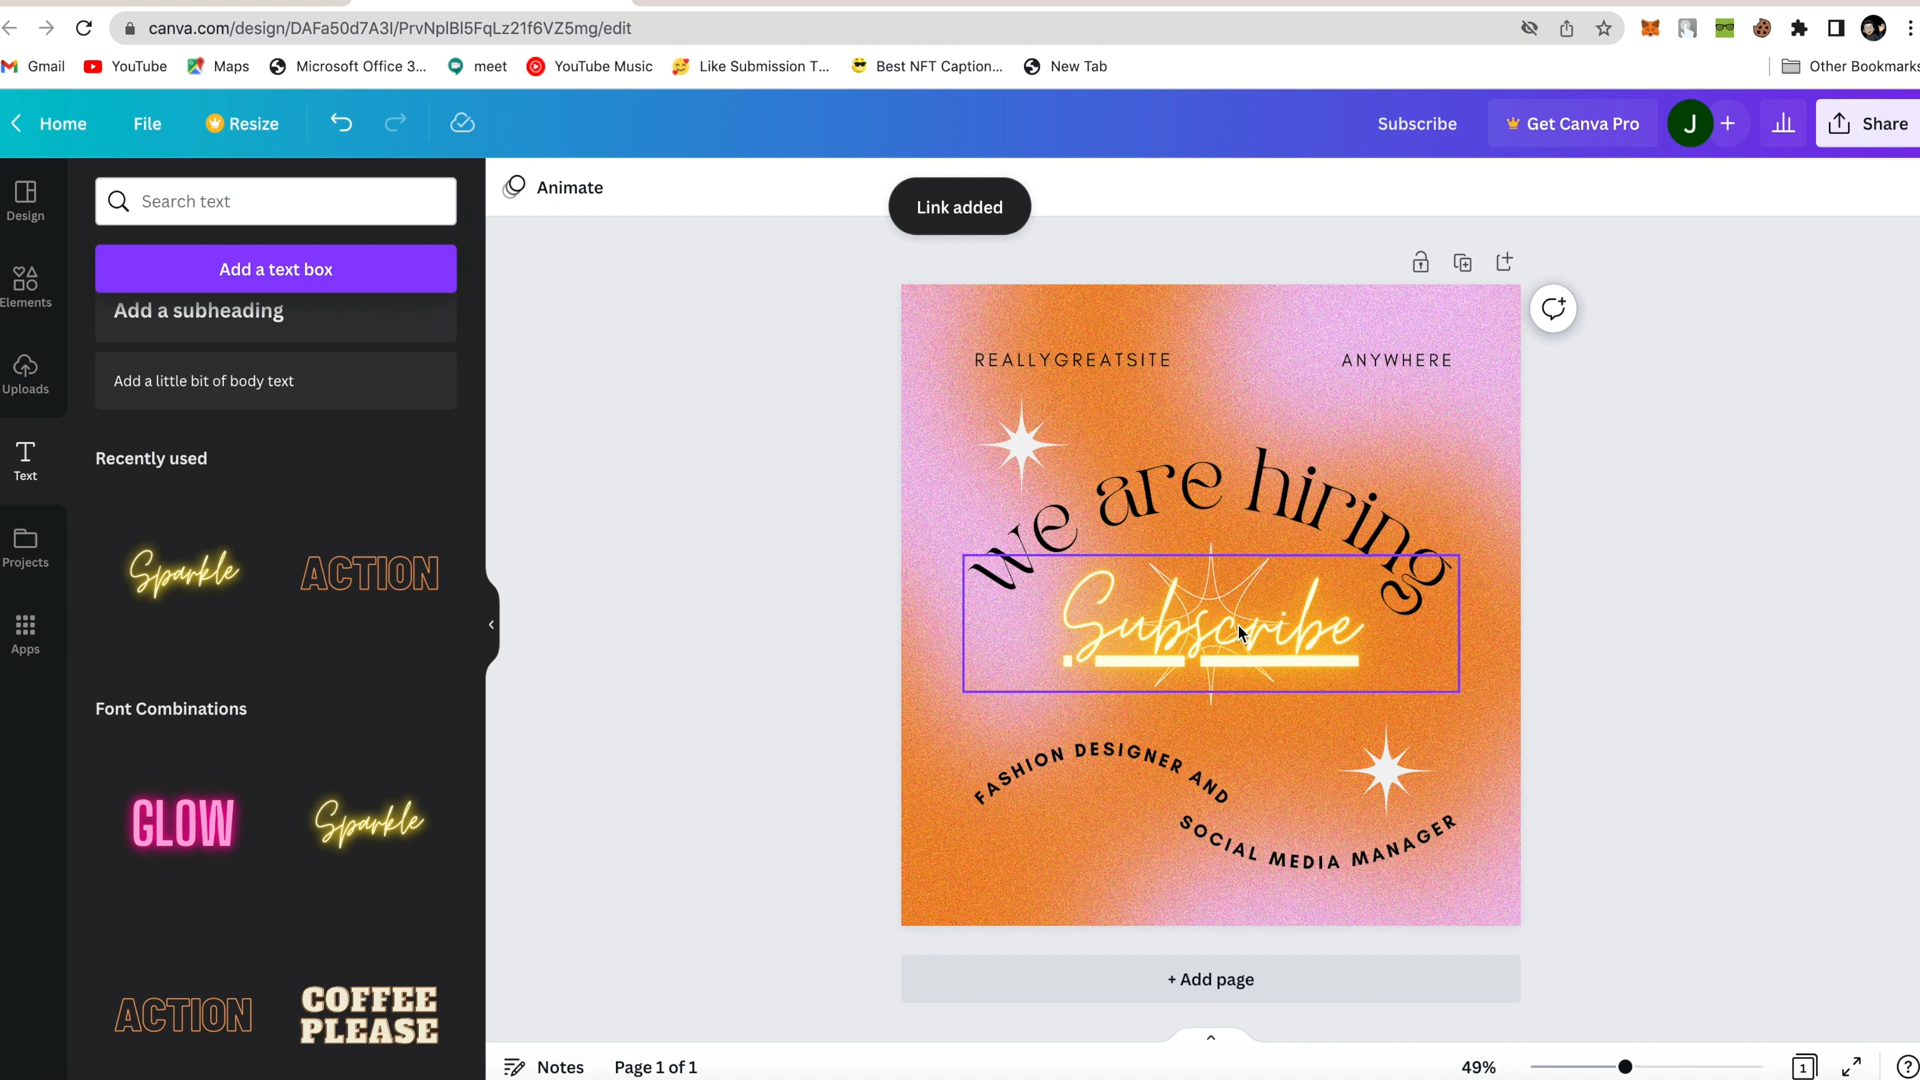 canva.com/design/DAFa50d7A3I/PrvNplBl5FqLz21f6VZ5mg/edit
Gmail YouTube Maps Microsoft Office 3... meet YouTube Music Like Submission T... Best NFT Caption... New Tab Other Bookmarks
Home File Resize Subscribe Get Canva Pro J + Share
Design
Elements
Uploads
Text
Projects
Apps
Search text
Add a text box
Add a subheading
Add a little bit of body text
Recently used
Sparkle ACTION
Font Combinations
GLOW Sparkle
ACTION COFFEE
PLEASE
Animate
Link added
REALLYGREATSITE ANYWHERE
we are hiring
Subscribe
FASHION DESIGNER AND
SOCIAL MEDIA MANAGER
+ Add page
Notes Page 1 of 1 49% 1 ?